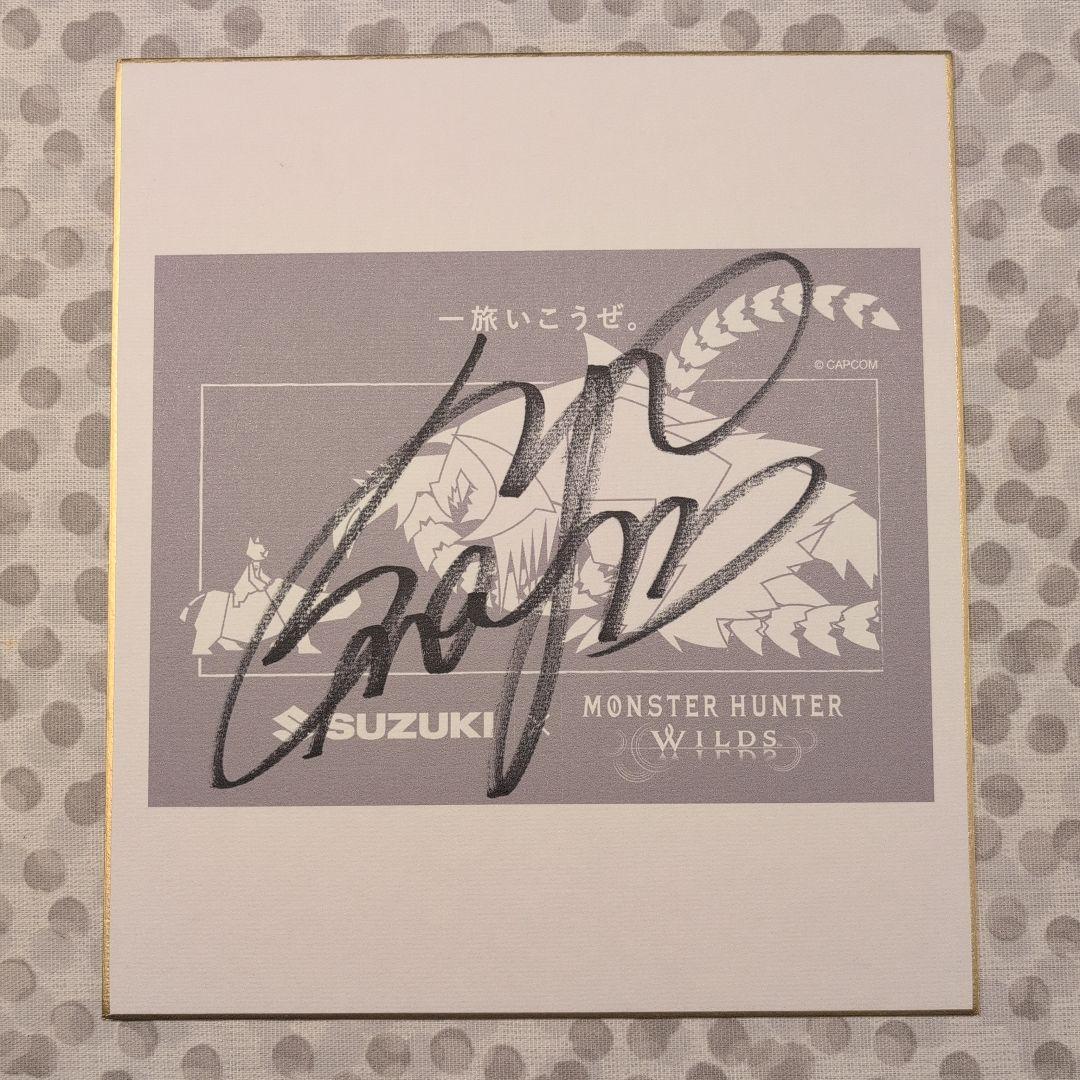 一旅いこうぜ。
© CAPCOM
SUZUKI ×
MONSTER HUNTER
WILDS